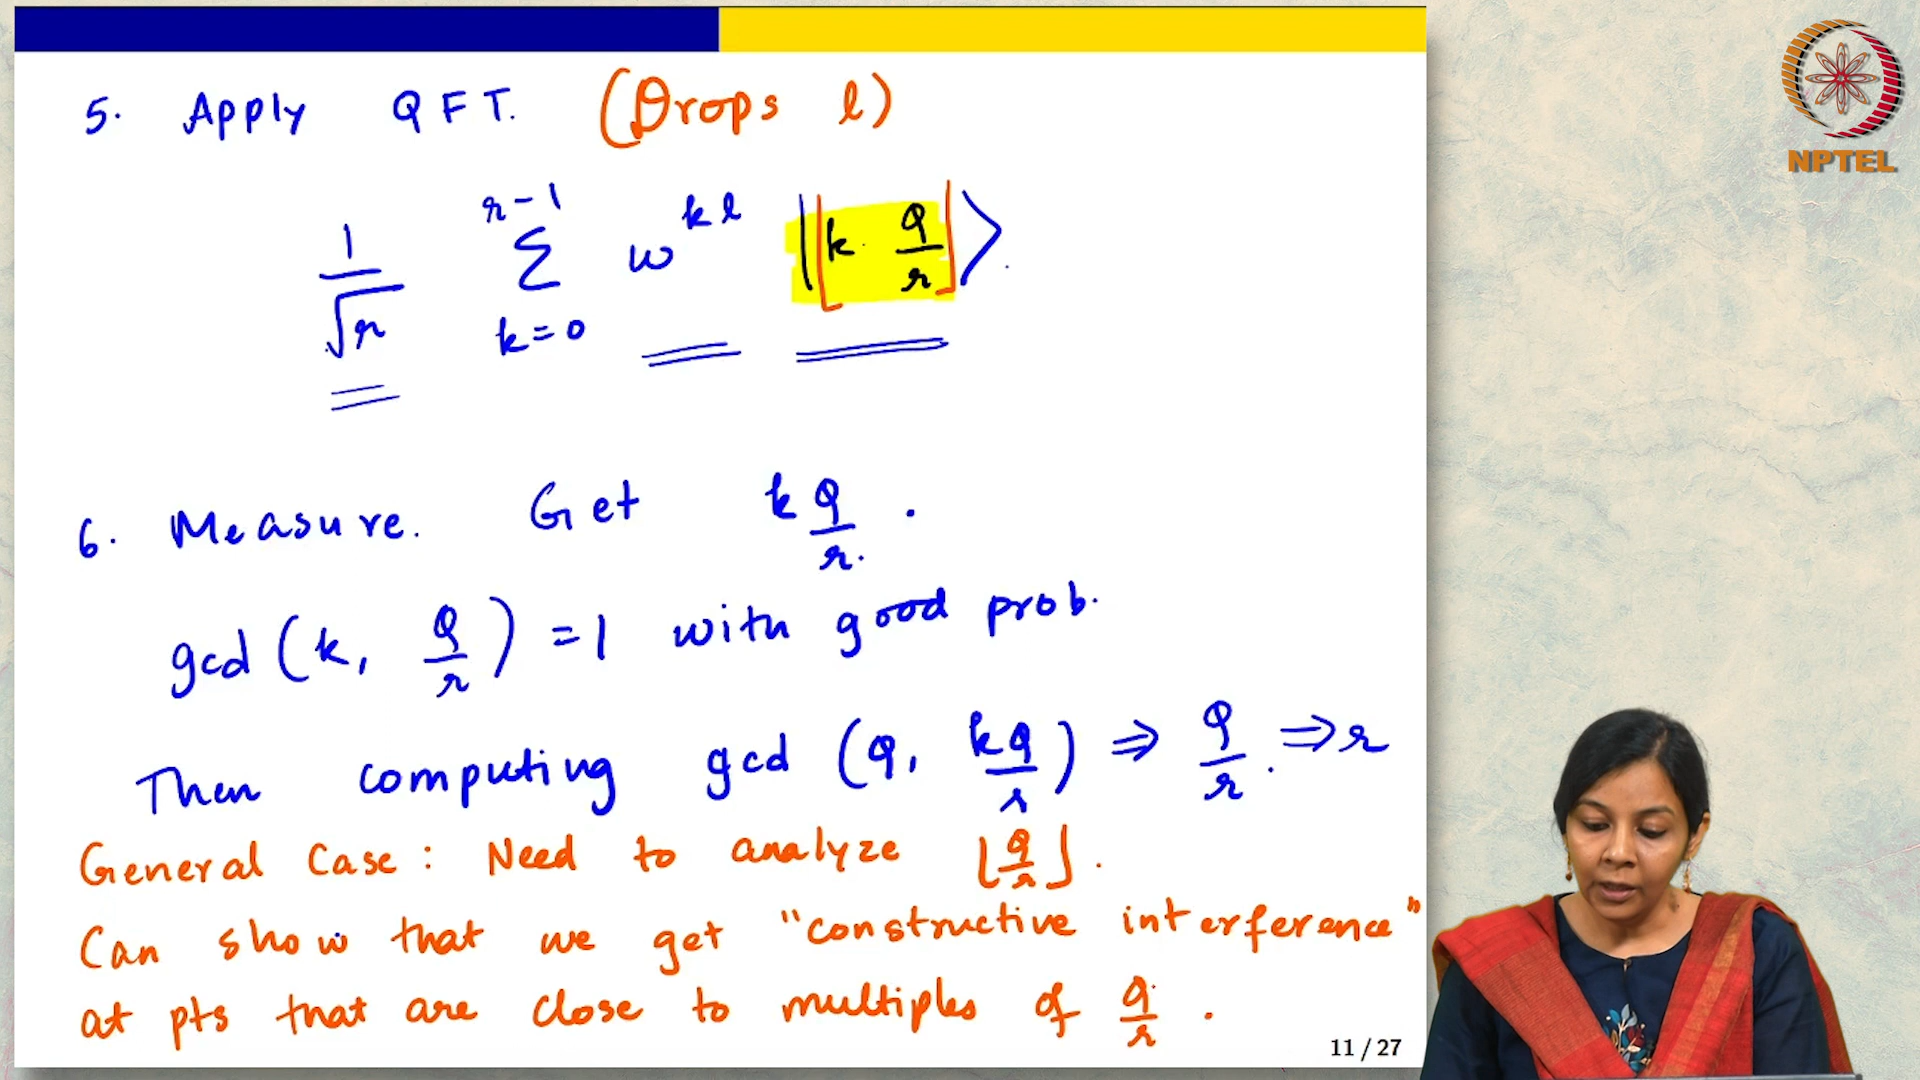 5. Apply QFT. (Drops l)
1/√r Σ_{k=0}^{r-1} ω^{kl} |⌊k · Q/r⌋⟩.
6. Measure. Get k Q/r.
gcd(k, Q/r) = 1 with good prob.
Then computing gcd(Q, kQ/r) ⇒ Q/r. ⇒ r
General Case: Need to analyze ⌊Q/r⌋.
Can show that we get "constructive interference"
at pts that are close to multiples of Q/r.
11 / 27
NPTEL